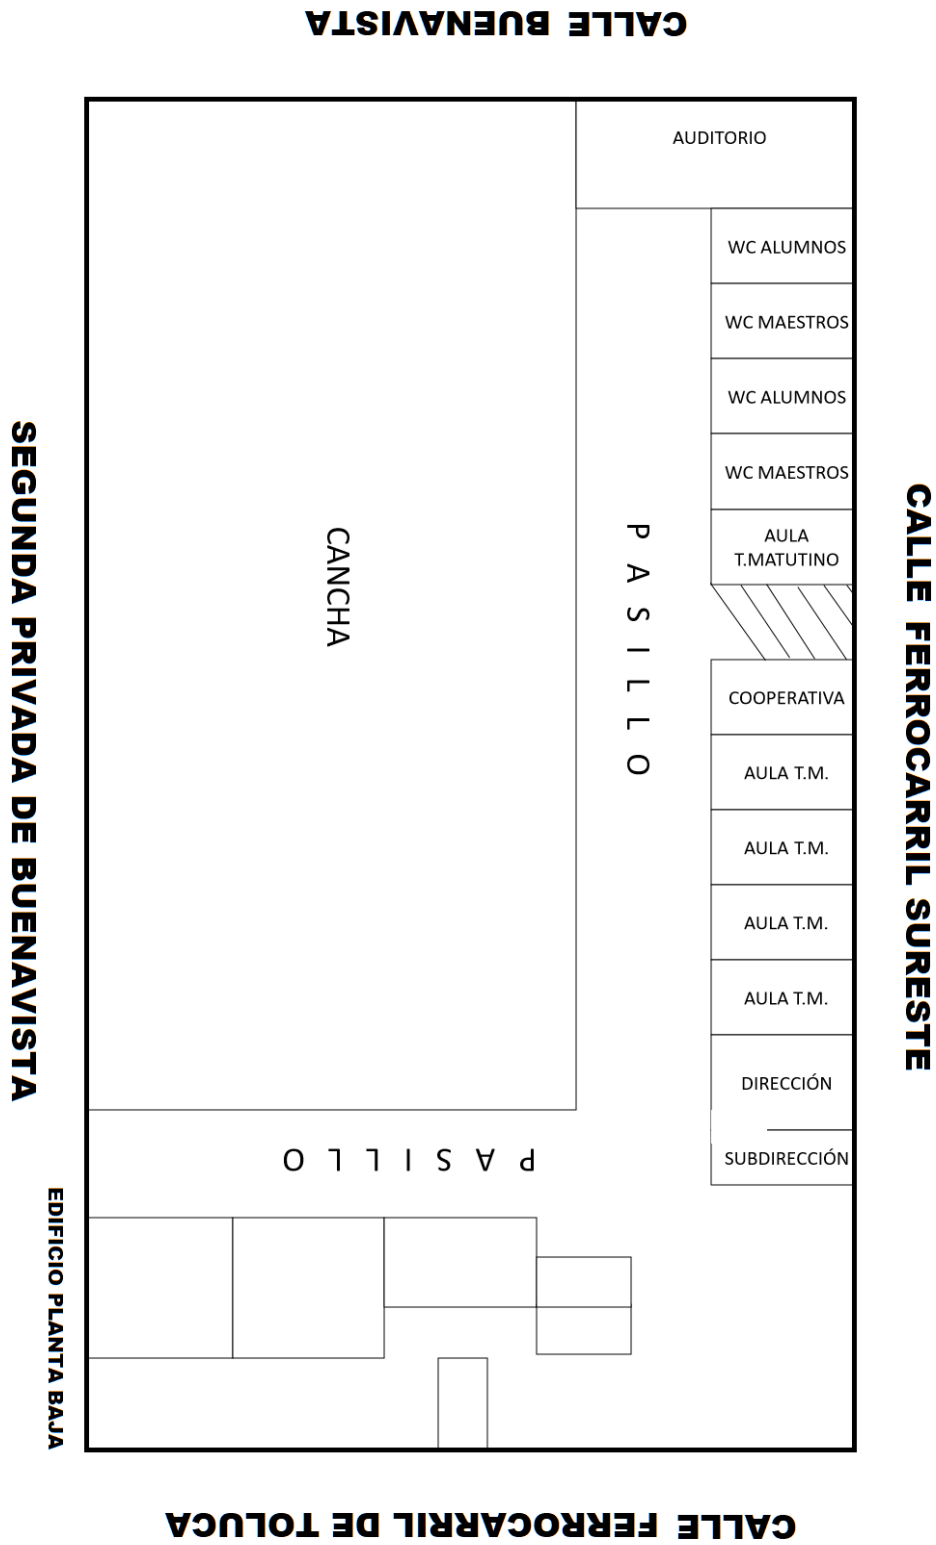 CALLE BUENAVISTA
AUDITORIO
WC ALUMNOS
WC MAESTROS
WC ALUMNOS
WC MAESTROS
AULA
T.MATUTINO
COOPERATIVA
AULA T.M.
AULA T.M.
AULA T.M.
AULA T.M.
DIRECCIÓN
SUBDIRECCIÓN
PASILLO
CANCHA
PASILLO
SEGUNDA PRIVADA DE BUENAVISTA
CALLE FERROCARRIL SURESTE
EDIFICIO PLANTA BAJA
CALLE FERROCARRIL DE TOLUCA